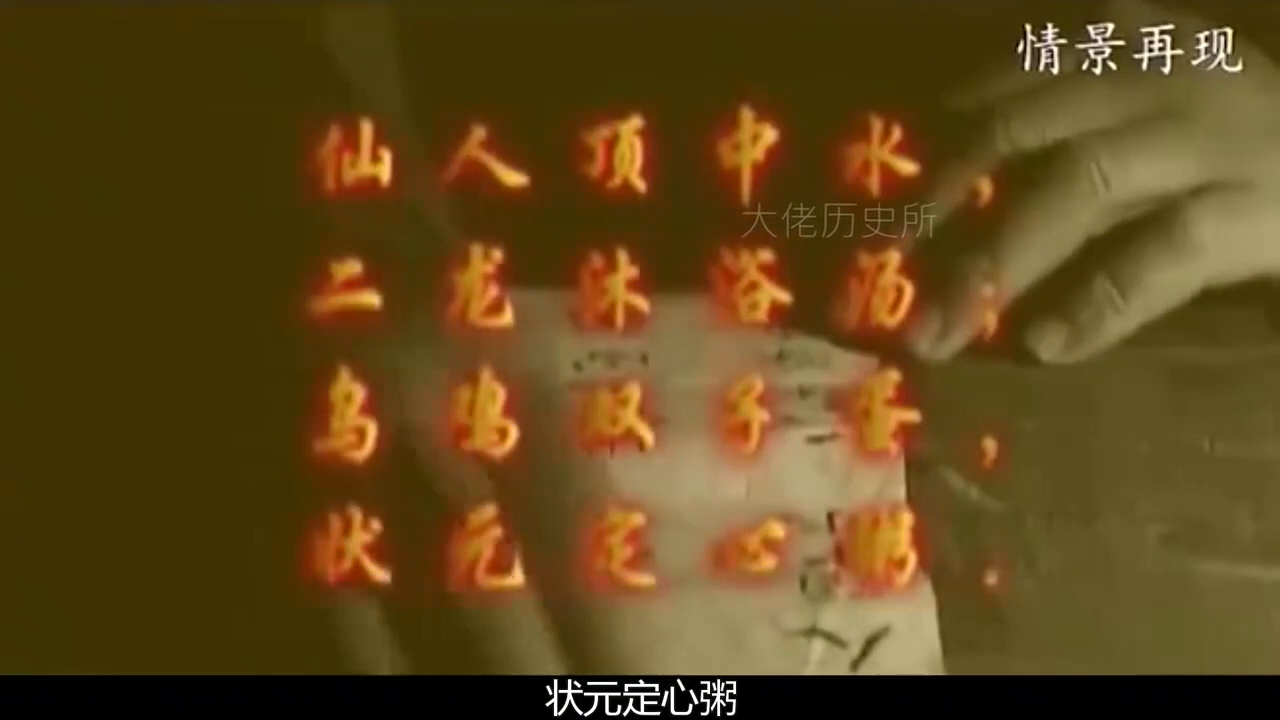 情景再现
仙人顶中水，
大佬历史所
二龙沐浴汤；
乌鸡双子蛋，
状元定心粥．
状元定心粥